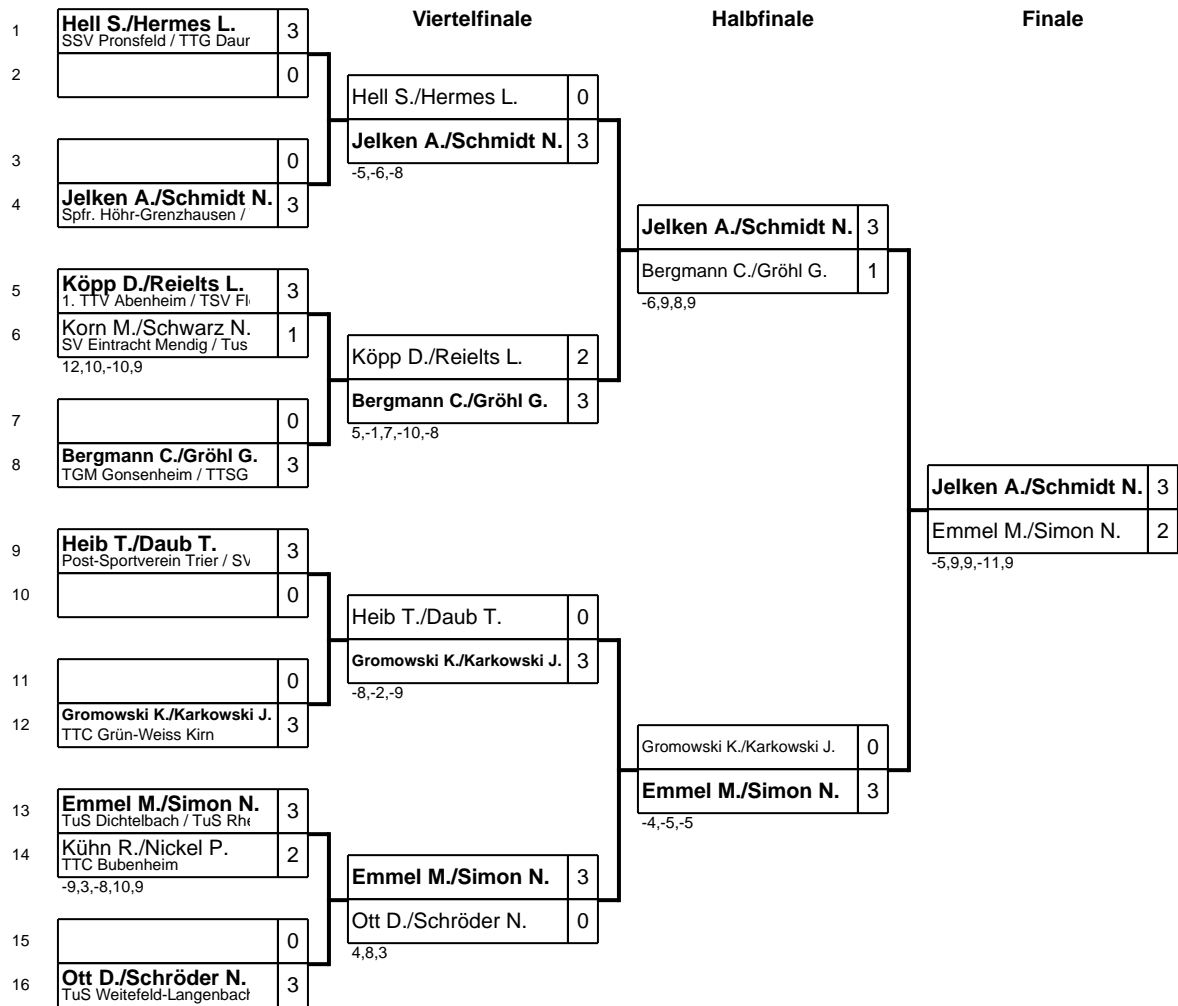 Viertelfinale
Halbfinale
Finale
1
Hell S./Hermes L.
3
SSV Pronsfeld / TTG Daun
2
0
3
0
4
Jelken A./Schmidt N.
3
Spfr. Höhr-Grenzhausen /
5
Köpp D./Reielts L.
3
1. TTV Abenheim / TSV
6
Korn M./Schwarz N.
1
SV Eintracht Mendig / Tus
12,10,-10,9
7
0
8
Bergmann C./Gröhl G.
3
TGM Gonsenheim / TTSG
9
Heib T./Daub T.
3
Post-Sportverein Trier / SV
10
0
11
0
12
Gromowski K./Karkowski J.
3
TTC Grün-Weiss Kirn
13
Emmel M./Simon N.
3
TuS Dichtelbach / TuS
14
Kühn R./Nickel P.
2
TTC Bubenheim
-9,3,-8,10,9
15
0
16
Ott D./Schröder N.
3
TuS Weitefeld-Langenbach
Hell S./Hermes L.
0
Jelken A./Schmidt N.
3
-5,-6,-8
Köpp D./Reielts L.
2
Bergmann C./Gröhl G.
3
5,-1,7,-10,-8
Heib T./Daub T.
0
Gromowski K./Karkowski J.
3
-8,-2,-9
Emmel M./Simon N.
3
Ott D./Schröder N.
0
4,8,3
Jelken A./Schmidt N.
3
Bergmann C./Gröhl G.
1
-6,9,8,9
Gromowski K./Karkowski J.
0
Emmel M./Simon N.
3
-4,-5,-5
Jelken A./Schmidt N.
3
Emmel M./Simon N.
2
-5,9,9,-11,9